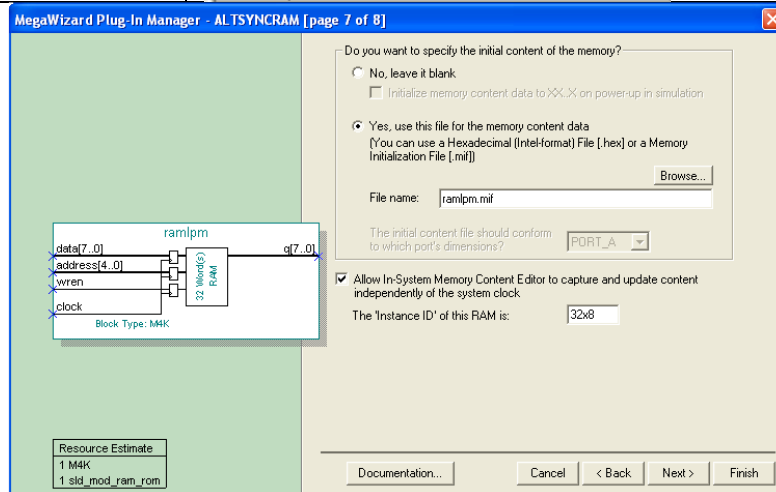 MegaWizard Plug-In Manager - ALTSYNCRAM [page 7 of 8]
Do you want to specify the initial content of the memory?
No, leave it blank
Initialize memory content data to XX..X on power-up in simulation
Yes, use this file for the memory content data
(You can use a Hexadecimal (Intel-format) File [.hex] or a Memory
Initialization File [.mif])
Browse...
File name: ramlpm.mif
The initial content file should conform
to which port's dimensions? PORT_A
Allow In-System Memory Content Editor to capture and update content
independently of the system clock
The 'Instance ID' of this RAM is: 32x8
ramlpm
data[7..0]
q[7..0]
address[4..0]
wren
clock
32 Word(s)
RAM
Block Type: M4K
Resource Estimate
1 M4K
1 sld_mod_ram_rom
Documentation...
Cancel
< Back
Next >
Finish